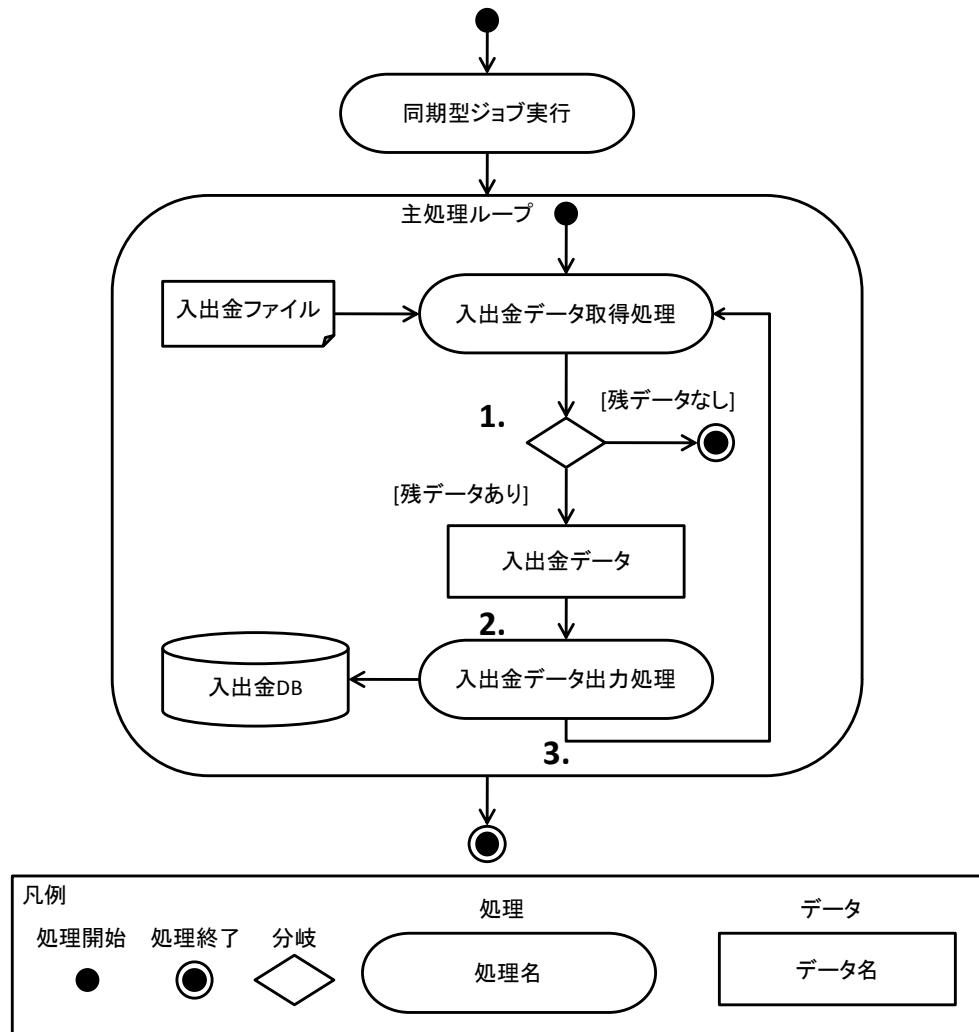 同期型ジョブ実行
主処理ループ
入出金ファイル
入出金データ取得処理
[残データなし]
1.
[残データあり]
入出金データ
2.
入出金DB
入出金データ出力処理
3.
凡例
処理
データ
処理開始
処理終了
分岐
処理名
データ名